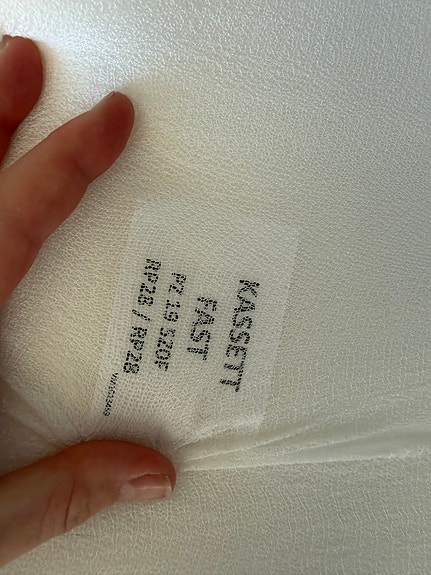 KASSETT
FAST
PZ 19 520F
RP28 / RP28